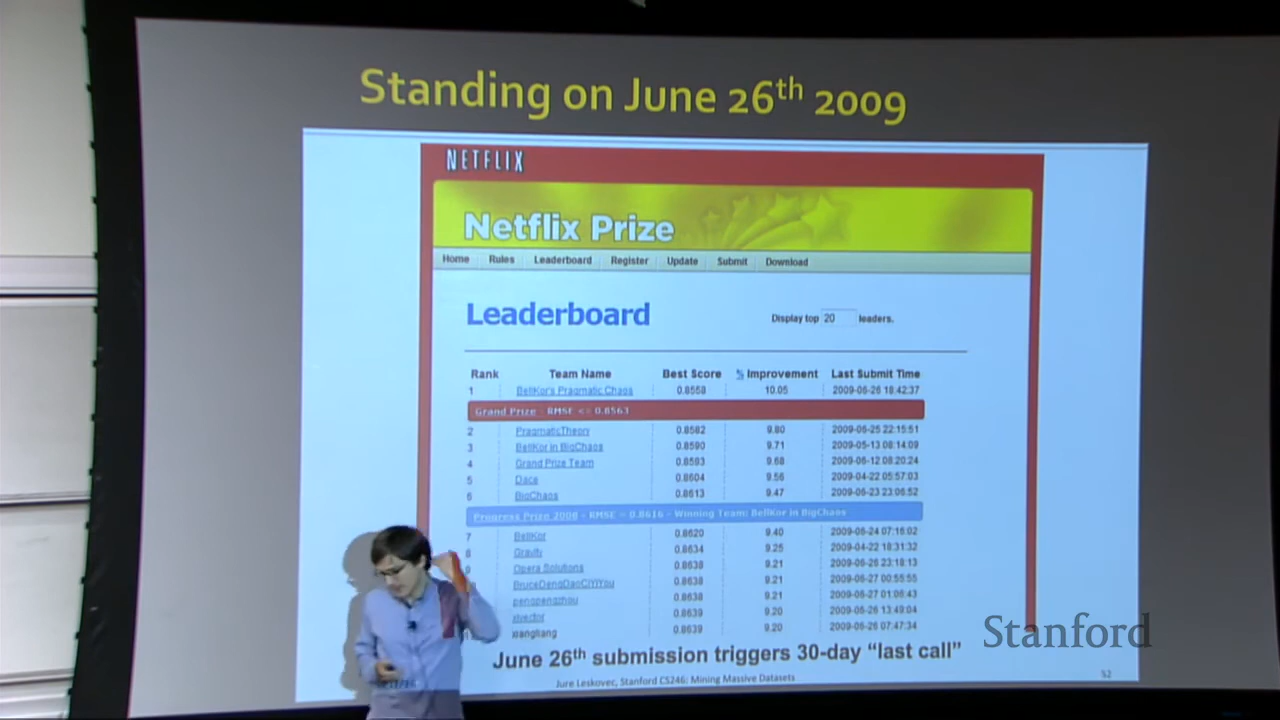 Standing on June 26th 2009
NETFLIX
Netflix Prize
Home Rules Leaderboard Register Update Submit Download
Leaderboard
Display top 20 leaders.
Rank Team Name Best Score % Improvement Last Submit Time
1 BellKor's Pragmatic Chaos 0.8558 10.05 2009-06-26 18:42:37
Grand Prize - RMSE <= 0.8563
2 PragmaticTheory 0.8582 9.80 2009-06-25 22:15:51
3 BellKor in BigChaos 0.8590 9.71 2009-05-13 08:14:09
4 Grand Prize Team 0.8593 9.68 2009-06-12 08:20:24
5 Dace 0.8604 9.56 2009-04-22 05:57:03
6 BigChaos 0.8613 9.47 2009-06-23 23:06:52
Progress Prize 2008 - RMSE = 0.8616 - Winning Team: BellKor in BigChaos
7 BellKor 0.8620 9.40 2009-06-24 07:16:02
8 Gravity 0.8634 9.25 2009-04-22 18:31:32
9 Opera Solutions 0.8638 9.21 2009-06-26 23:18:13
BruceDengDaoCiYiYou 0.8638 9.21 2009-06-27 00:55:55
pengpengzhou 0.8638 9.21 2009-06-27 01:06:43
xivector 0.8639 9.20 2009-06-26 13:49:04
xiangliang 0.8639 9.20 2009-06-26 07:47:34
Stanford
June 26th submission triggers 30-day “last call”
Jure Leskovec, Stanford CS246: Mining Massive Datasets
52